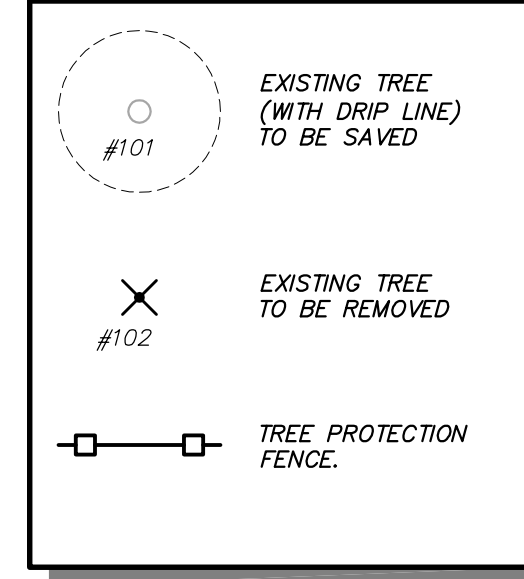 EXISTING TREE
(WITH DRIP LINE)
TO BE SAVED
#101
EXISTING TREE
TO BE REMOVED
#102
TREE PROTECTION
FENCE.